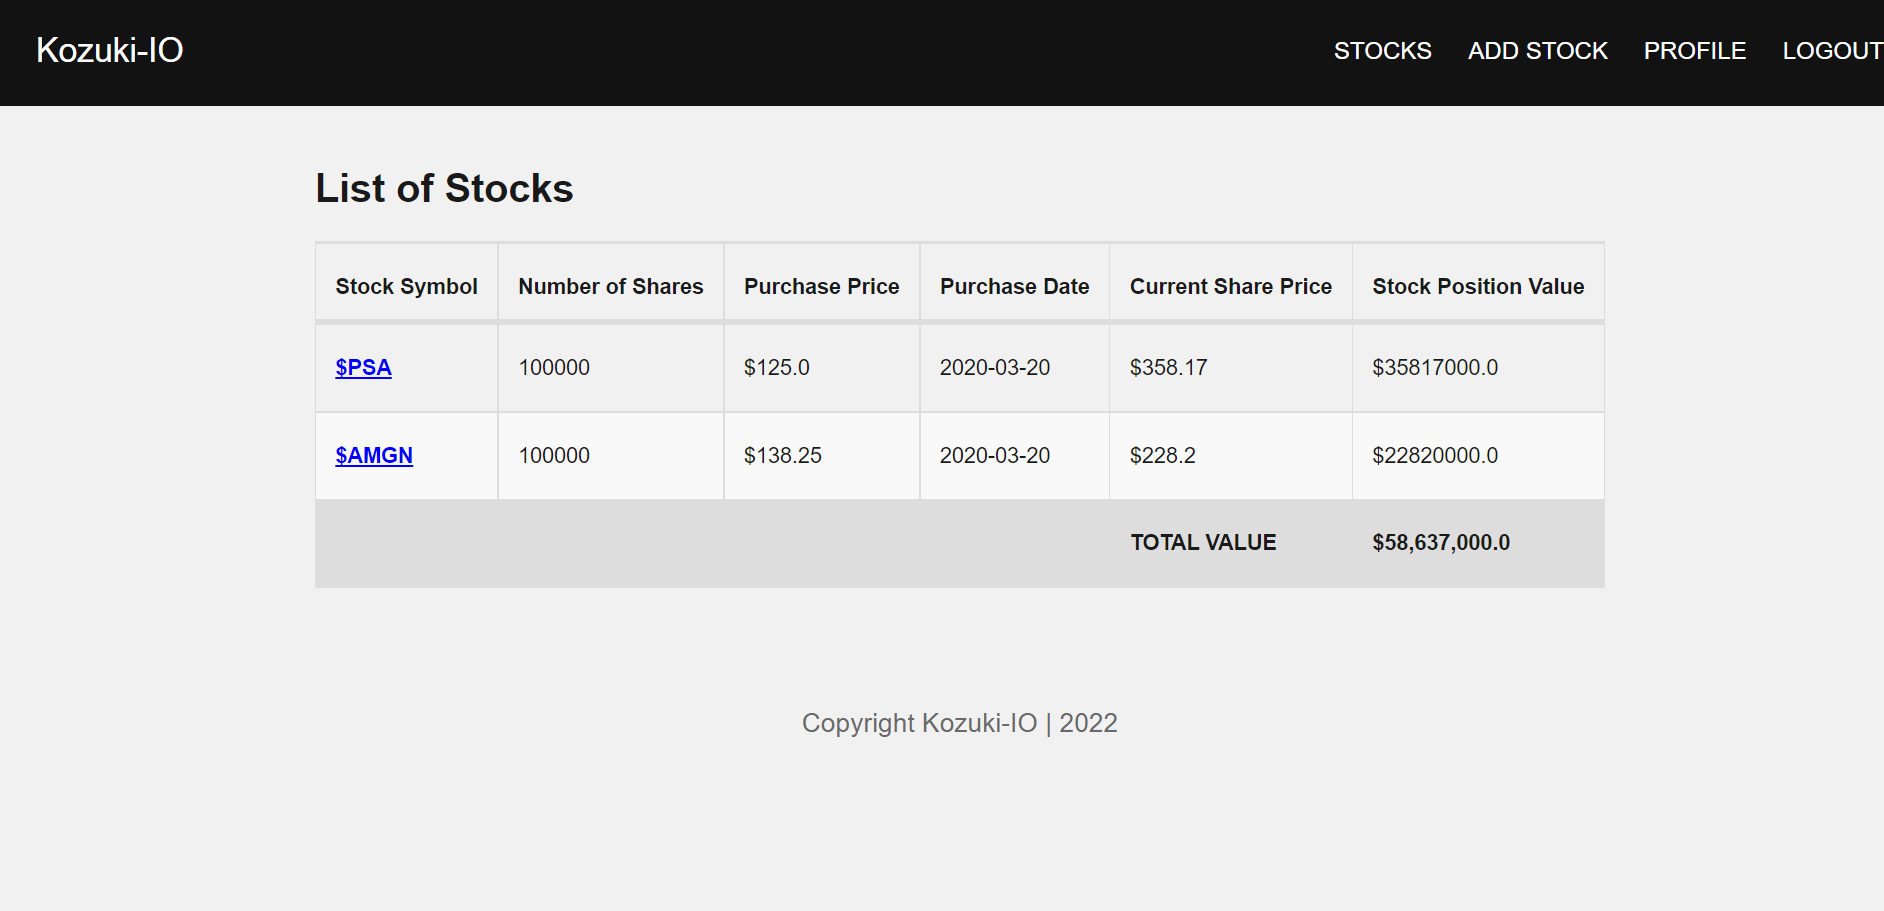 Kozuki-IO STOCKS ADD STOCK PROFILE LOGOUT
List of Stocks
Stock Symbol Number of Shares Purchase Price Purchase Date Current Share Price Stock Position Value
$PSA 100000 $125.0 2020-03-20 $358.17 $35817000.0
$AMGN 100000 $138.25 2020-03-20 $228.2 $22820000.0
TOTAL VALUE $58,637,000.0
Copyright Kozuki-IO | 2022